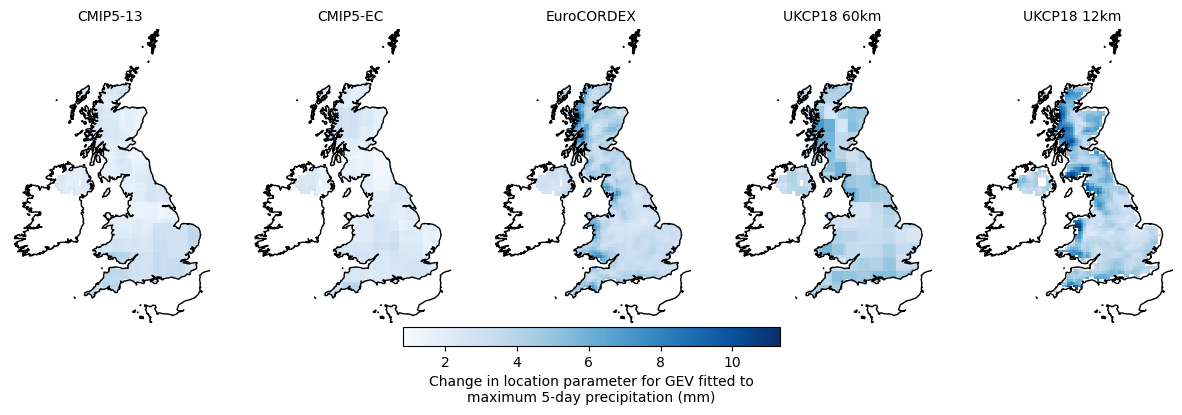 CMIP5-13
CMIP5-EC
EuroCORDEX
UKCP18 60km
UKCP18 12km
2 4 6 8 10
Change in location parameter for GEV fitted to
maximum 5-day precipitation (mm)